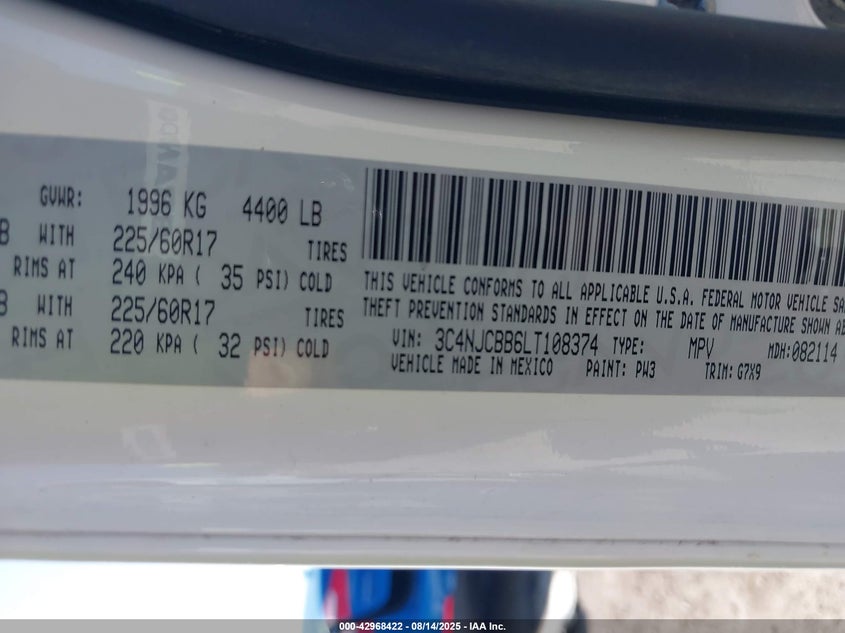 GVWR: 1996 KG 4400 LB
B WITH 225/60R17 TIRES
RIMS AT 240 KPA ( 35 PSI) COLD
B WITH 225/60R17 TIRES
RIMS AT 220 KPA ( 32 PSI) COLD
THIS VEHICLE CONFORMS TO ALL APPLICABLE U.S.A. FEDERAL MOTOR VEHICLE SA
THEFT PREVENTION STANDARDS IN EFFECT ON THE DATE OF MANUFACTURE SHOWN AB
VIN: 3C4NJCBB6LT108374 TYPE: MPV MDH:082114
VEHICLE MADE IN MEXICO PAINT: PW3 TRIM: G7X9
000-42968422 - 08/14/2025 - IAA Inc.